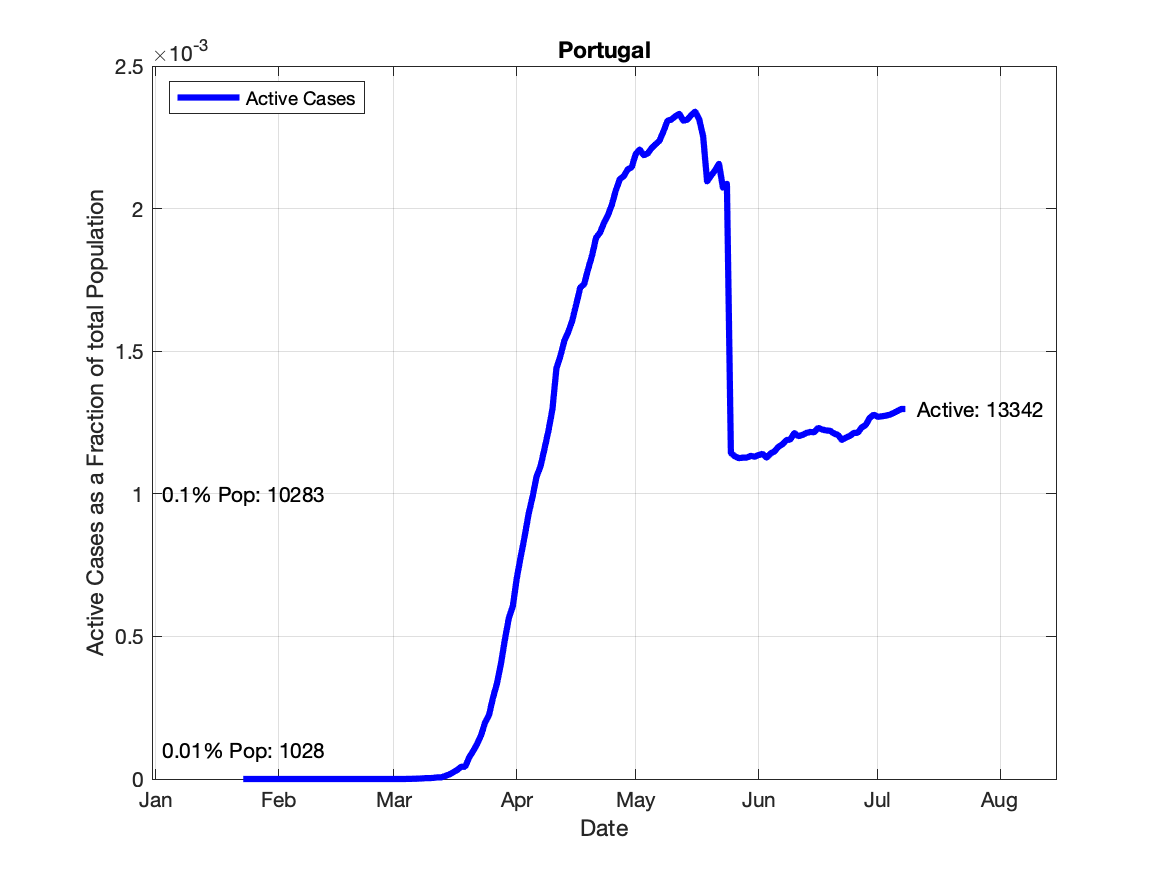 Portugal
×10-3
2.5
2
1.5
1
0.5
0
Active Cases
Active Cases as a Fraction of total Population
0.1% Pop: 10283
0.01% Pop: 1028
Active: 13342
Jan Feb Mar Apr May Jun Jul Aug
Date